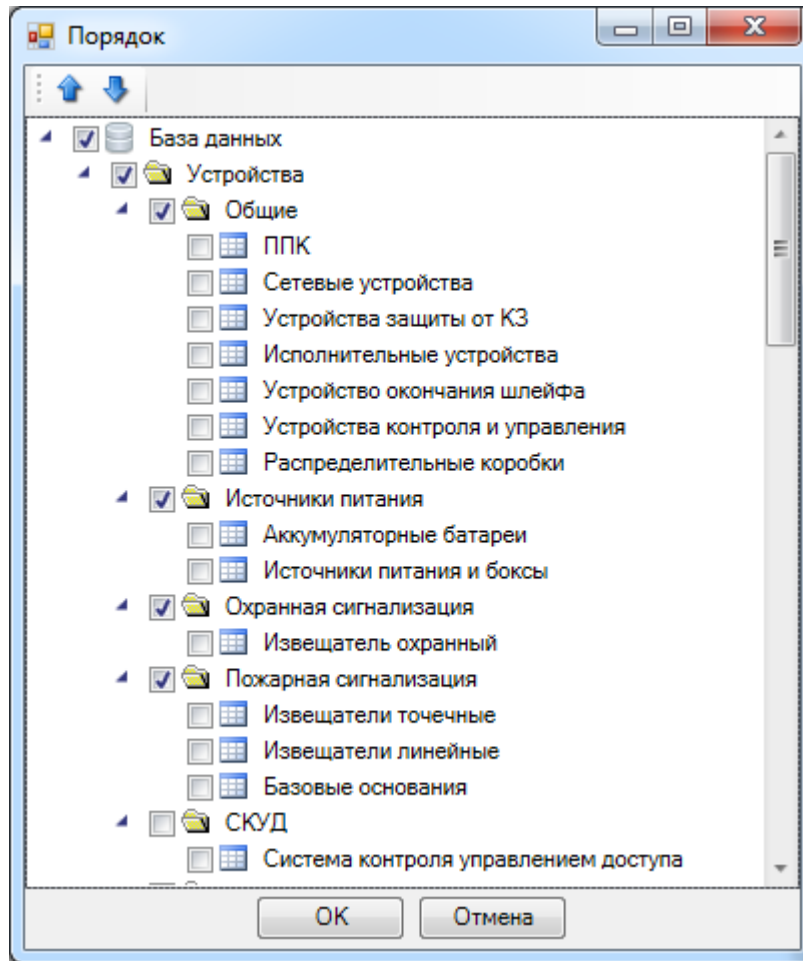 Порядок
База данных
Устройства
Общие
ППК
Сетевые устройства
Устройства защиты от КЗ
Исполнительные устройства
Устройство окончания шлейфа
Устройства контроля и управления
Распределительные коробки
Источники питания
Аккумуляторные батареи
Источники питания и боксы
Охранная сигнализация
Извещатель охранный
Пожарная сигнализация
Извещатели точечные
Извещатели линейные
Базовые основания
СКУД
Система контроля управлением доступа
OK Отмена